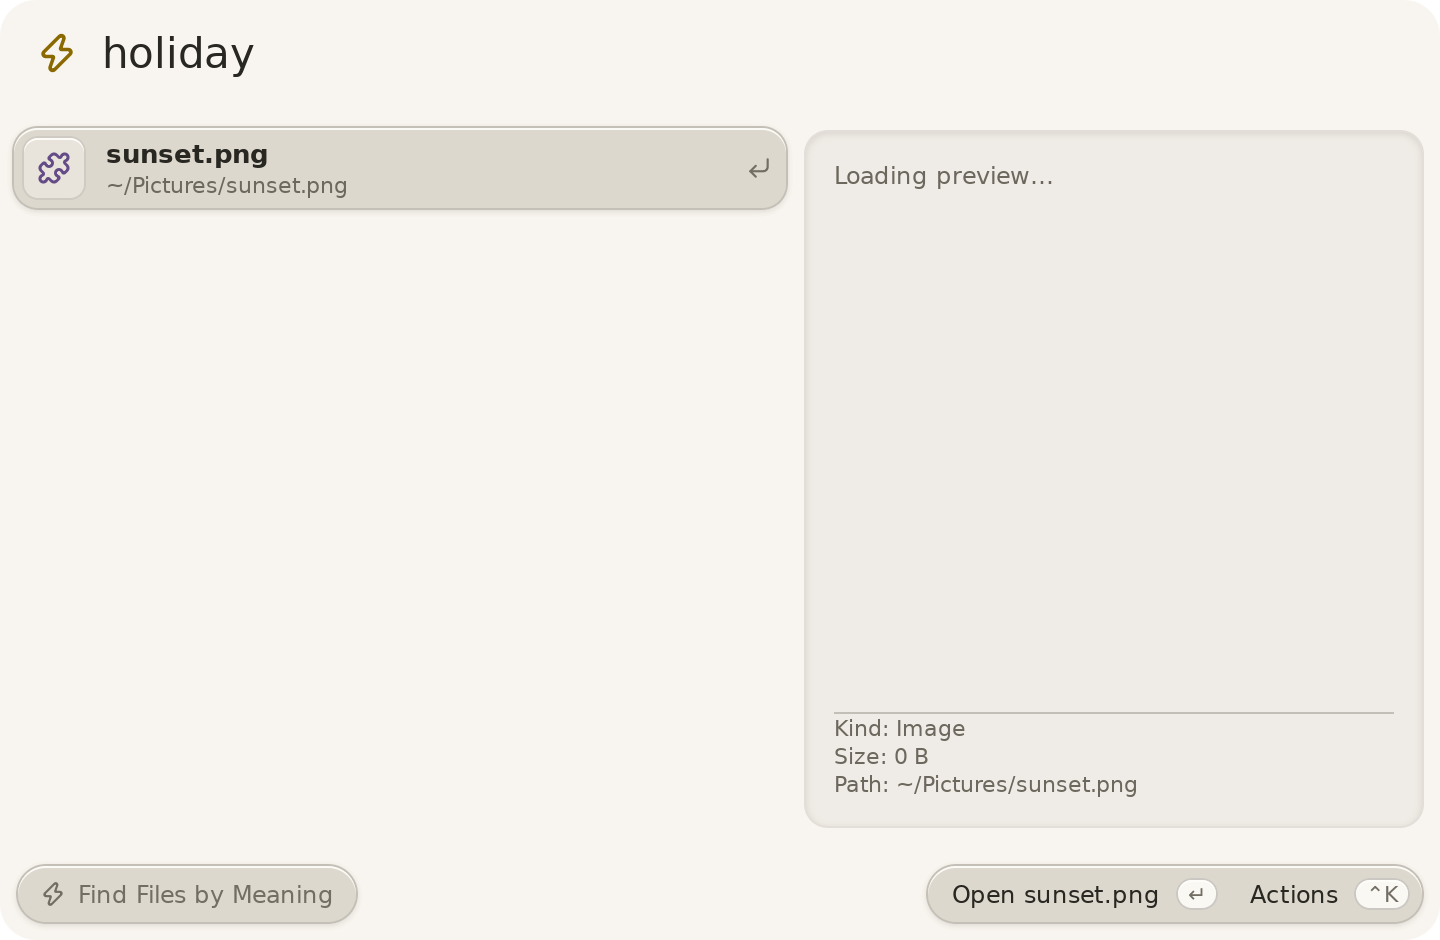 holiday
sunset.png
~/Pictures/sunset.png
Loading preview…
Kind: Image
Size: 0 B
Path: ~/Pictures/sunset.png
Find Files by Meaning
Open sunset.png ↵ Actions ⌃K